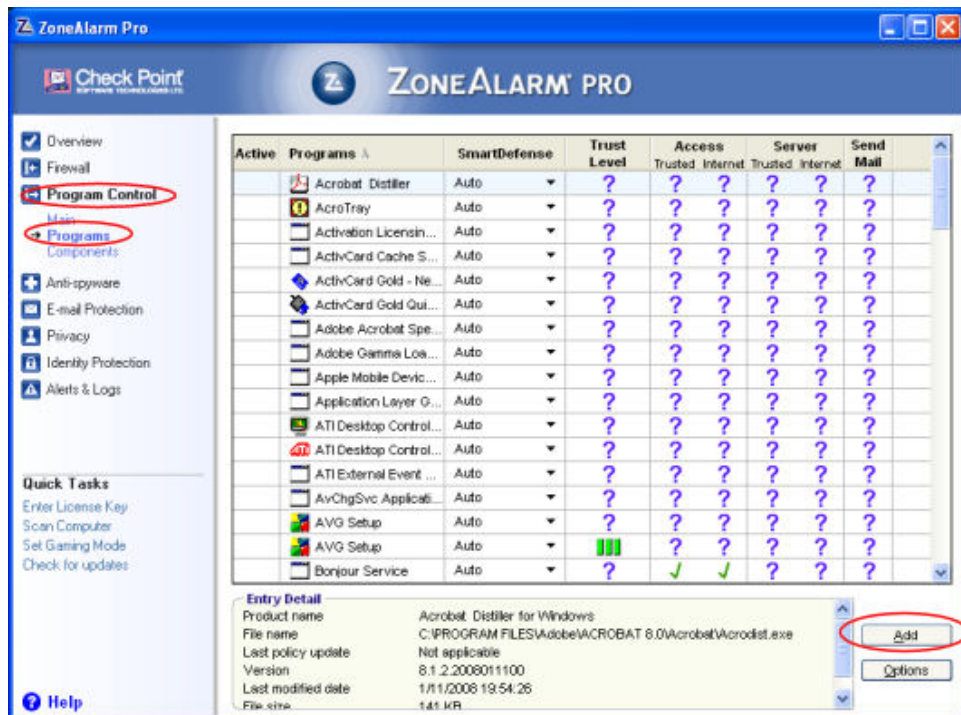 ZoneAlarm Pro
Check Point
SOFTWARE TECHNOLOGIES LTD.
ZONEALARM PRO
Overview
Firewall
Program Control
Main
Programs
Components
Anti-spyware
E-mail Protection
Privacy
Identity Protection
Alerts & Logs
Quick Tasks
Enter License Key
Scan Computer
Set Gaming Mode
Check for updates
Help
Active Programs SmartDefense Trust Level Access Server Send Mail
Trusted Internet Trusted Internet
Acrobat Distiller Auto ? ? ? ? ? ?
AcroTray Auto ? ? ? ? ? ?
Activation Licensin... Auto ? ? ? ? ? ?
ActivCard Cache S... Auto ? ? ? ? ? ?
ActivCard Gold - Ne... Auto ? ? ? ? ? ?
ActivCard Gold Qui... Auto ? ? ? ? ? ?
Adobe Acrobat Spe... Auto ? ? ? ? ? ?
Adobe Gamma Loa... Auto ? ? ? ? ? ?
Apple Mobile Devic... Auto ? ? ? ? ? ?
Application Layer G... Auto ? ? ? ? ? ?
ATI Desktop Control... Auto ? ? ? ? ? ?
ATI Desktop Control... Auto ? ? ? ? ? ?
ATI External Event ... Auto ? ? ? ? ? ?
AvChgSvc Applicati... Auto ? ? ? ? ? ?
AVG Setup Auto ? ? ? ? ? ?
AVG Setup Auto ? ? ? ? ?
Bonjour Service Auto ? ✓ ✓ ? ? ?
Entry Detail
Product name Acrobat Distiller for Windows
File name C:\PROGRAM FILES\Adobe\ACROBAT 8.0\Acrobat\Acrodist.exe
Last policy update Not applicable
Version 8.1.2.2008011100
Last modified date 1/11/2008 19:54:26
File size 141 KB
Add
Options